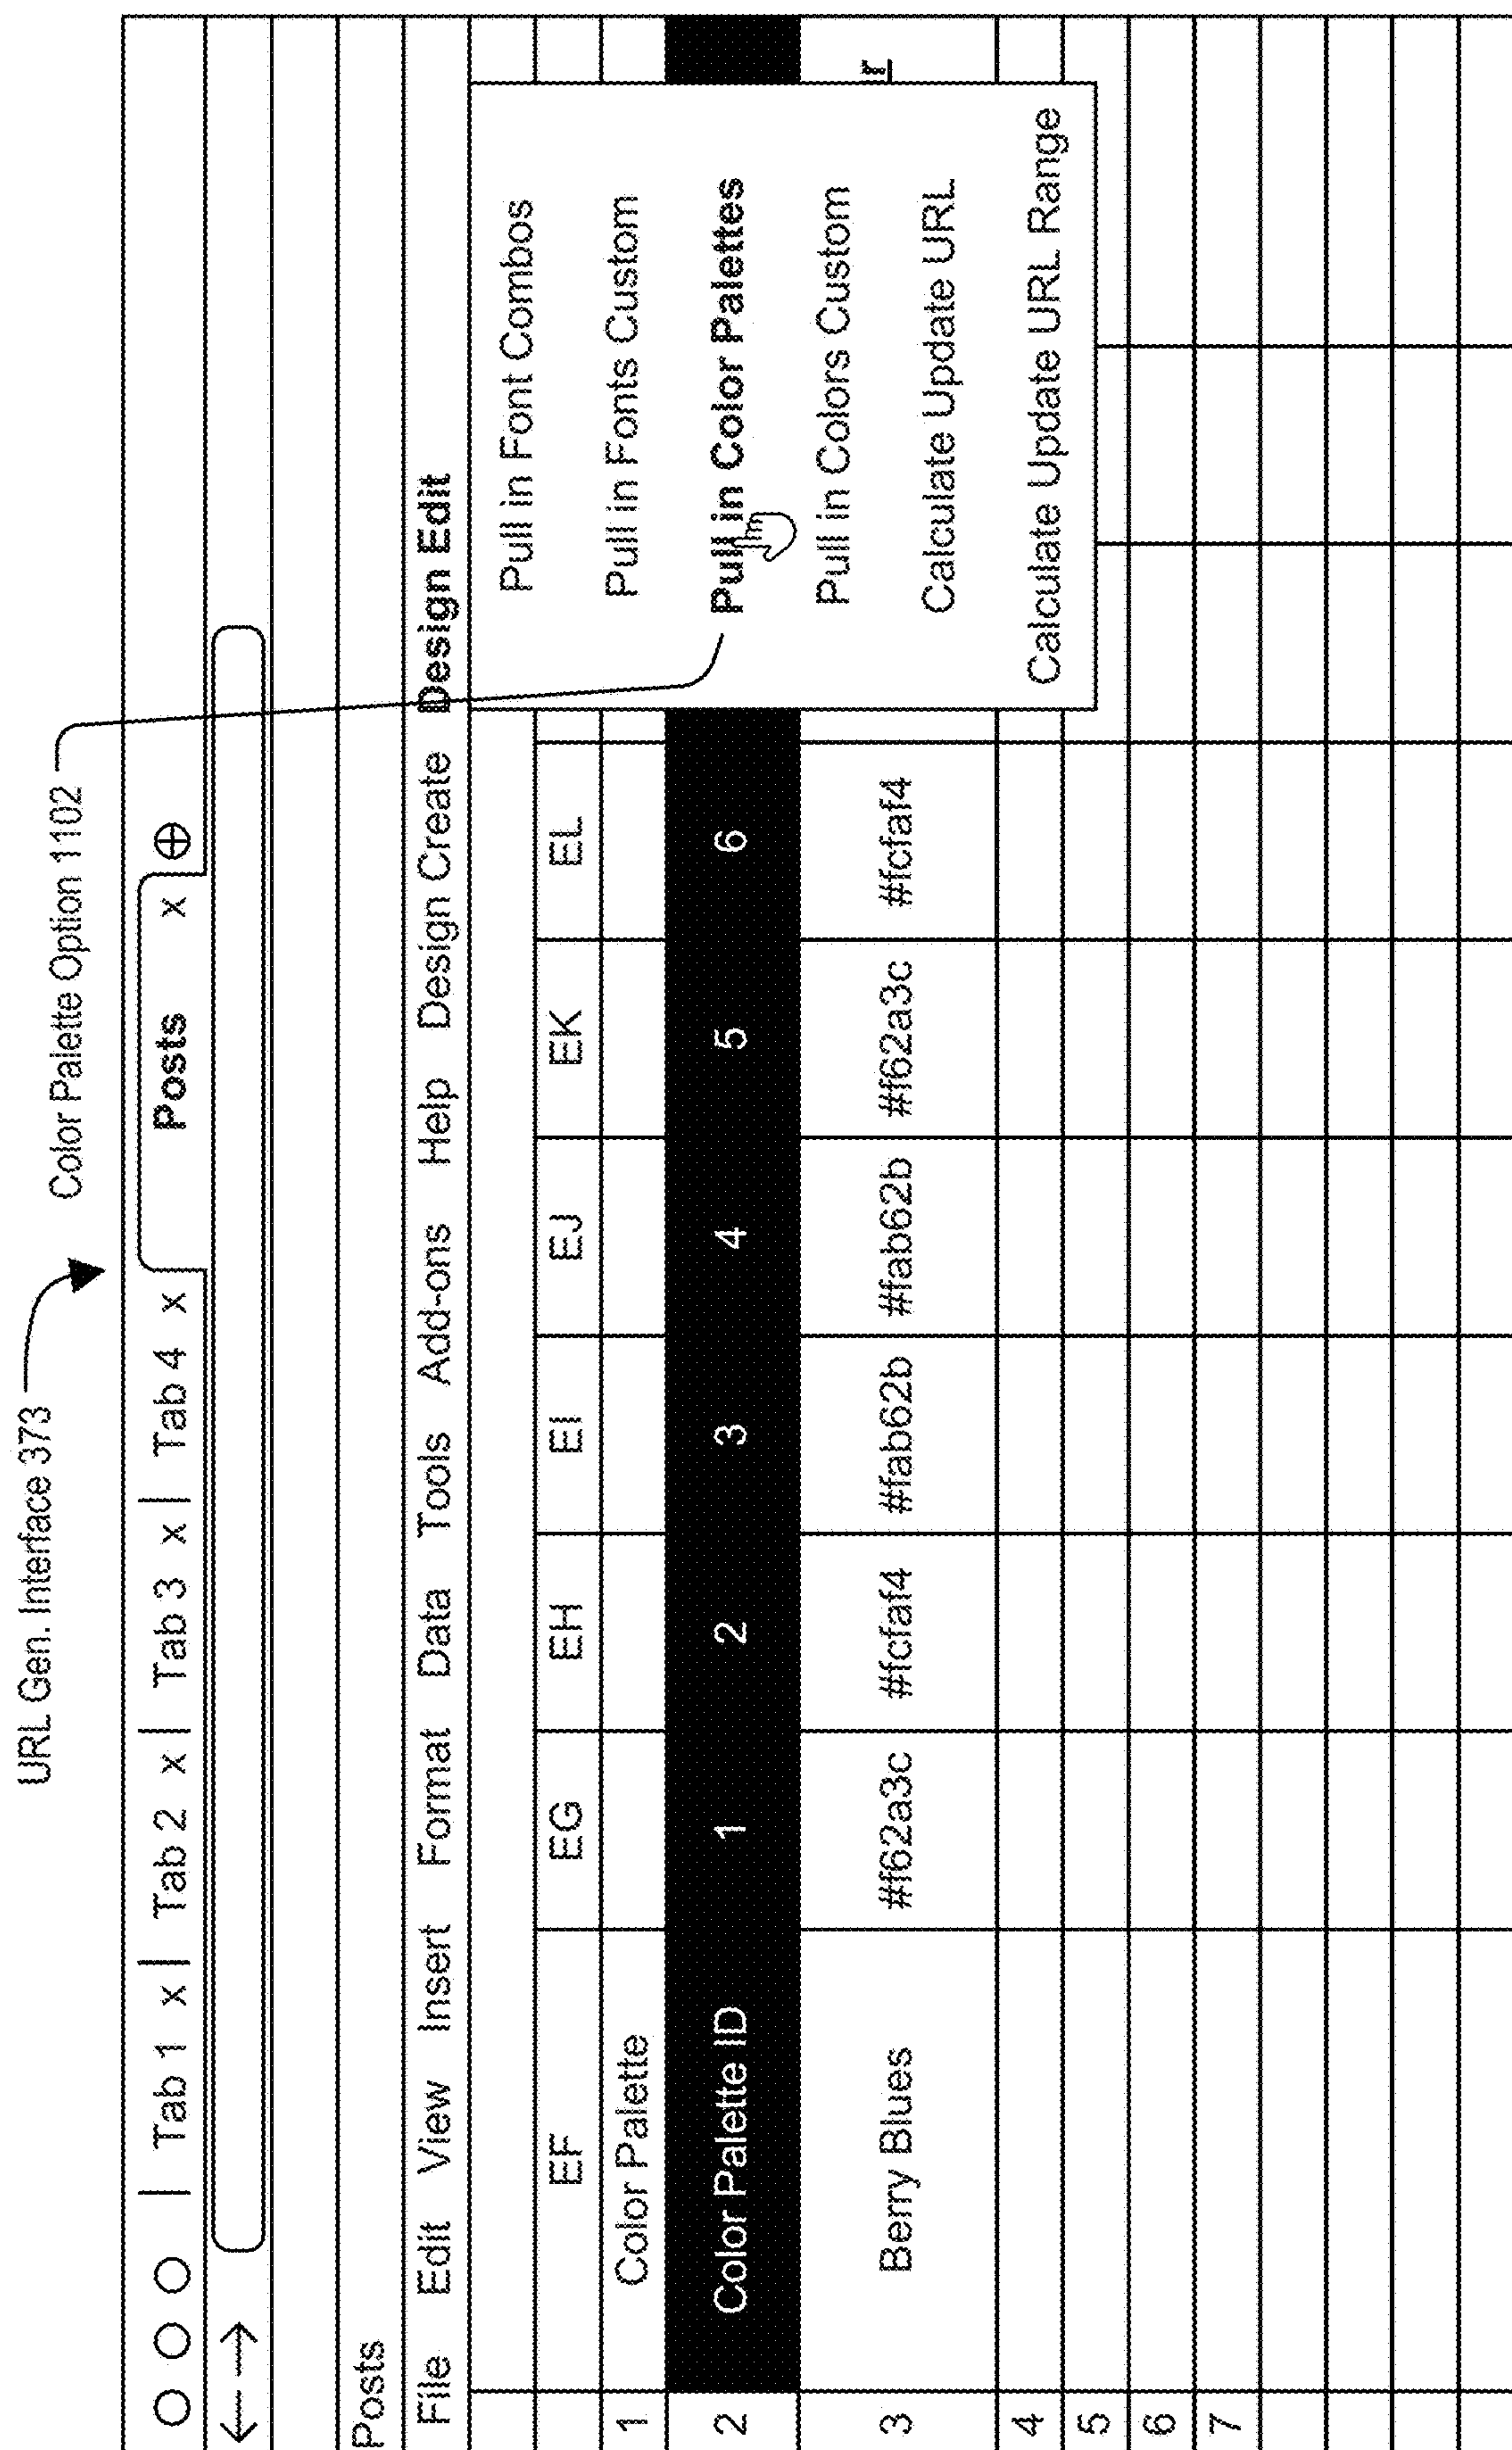 URL Gen. Interface 373
Color Palette Option 1102
Tab 1 x | Tab 2 x | Tab 3 x | Tab 4 x Posts x
Posts
File Edit View Insert Format Data Tools Add-ons Help Design Create Design Edit
EF EG EH EI EJ EK EL
1 Color Palette
2 Color Palette ID 1 2 3 4 5 6
3 Berry Blues #f62a3c #fcfaf4 #fab62b #fab62b #f62a3c #fcfaf4 r
4
5
6
7
Pull in Font Combos
Pull in Fonts Custom
Pull in Color Palettes
Pull in Colors Custom
Calculate Update URL
Calculate Update URL Range